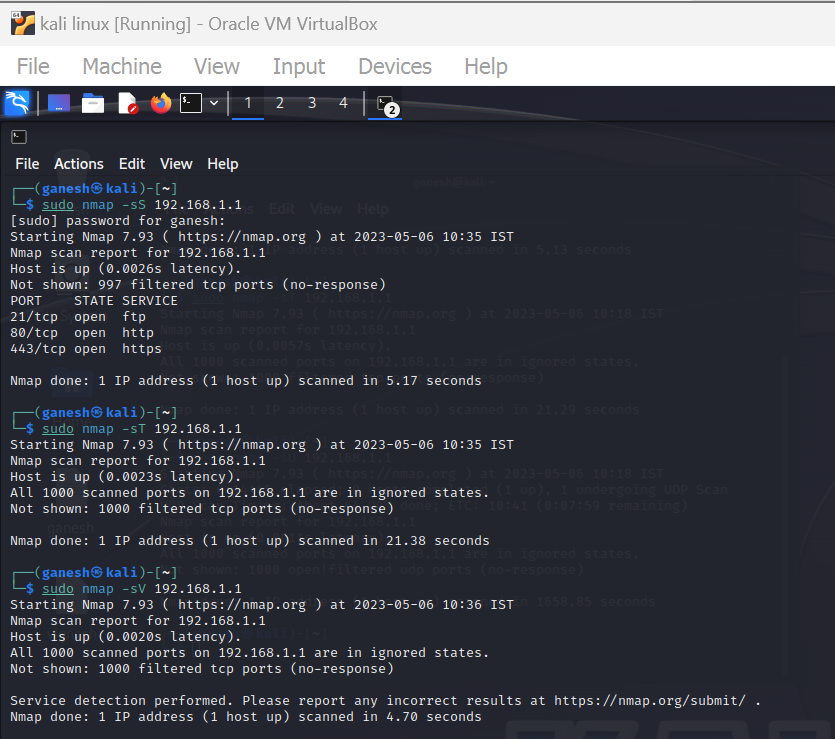 kali linux [Running] - Oracle VM VirtualBox
File Machine View Input Devices Help
1 2 3 4 2
File Actions Edit View Help
┌──(ganesh㉿kali)-[~]
└─$ sudo nmap -sS 192.168.1.1
[sudo] password for ganesh:
Starting Nmap 7.93 ( https://nmap.org ) at 2023-05-06 10:35 IST
Nmap scan report for 192.168.1.1
Host is up (0.0026s latency).
Not shown: 997 filtered tcp ports (no-response)
PORT    STATE SERVICE
21/tcp  open  ftp
80/tcp  open  http
443/tcp open  https
Nmap done: 1 IP address (1 host up) scanned in 5.17 seconds
┌──(ganesh㉿kali)-[~]
└─$ sudo nmap -sT 192.168.1.1
Starting Nmap 7.93 ( https://nmap.org ) at 2023-05-06 10:35 IST
Nmap scan report for 192.168.1.1
Host is up (0.0023s latency).
All 1000 scanned ports on 192.168.1.1 are in ignored states.
Not shown: 1000 filtered tcp ports (no-response)
Nmap done: 1 IP address (1 host up) scanned in 21.38 seconds
┌──(ganesh㉿kali)-[~]
└─$ sudo nmap -sV 192.168.1.1
Starting Nmap 7.93 ( https://nmap.org ) at 2023-05-06 10:36 IST
Nmap scan report for 192.168.1.1
Host is up (0.0020s latency).
All 1000 scanned ports on 192.168.1.1 are in ignored states.
Not shown: 1000 filtered tcp ports (no-response)
Service detection performed. Please report any incorrect results at https://nmap.org/submit/ .
Nmap done: 1 IP address (1 host up) scanned in 4.70 seconds